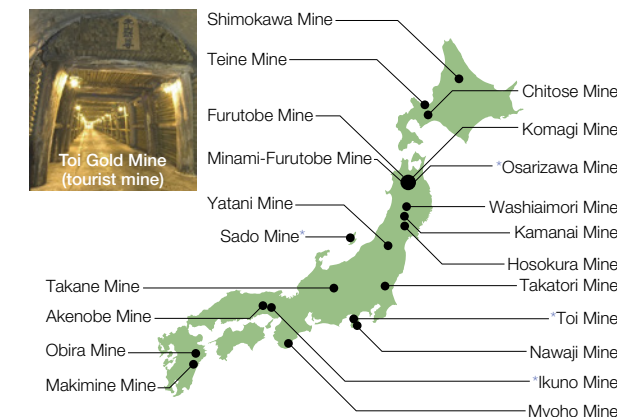 Toi Gold Mine
(tourist mine)
Shimokawa Mine
Teine Mine
Furutobe Mine
Minami-Furutobe Mine
Yatani Mine
Sado Mine*
Takane Mine
Akenobe Mine
Obira Mine
Makimine Mine
Chitose Mine
Komagi Mine
*Osarizawa Mine
Washiaimori Mine
Kamanai Mine
Hosokura Mine
Takatori Mine
*Toi Mine
Nawaji Mine
*Ikuno Mine
Myoho Mine